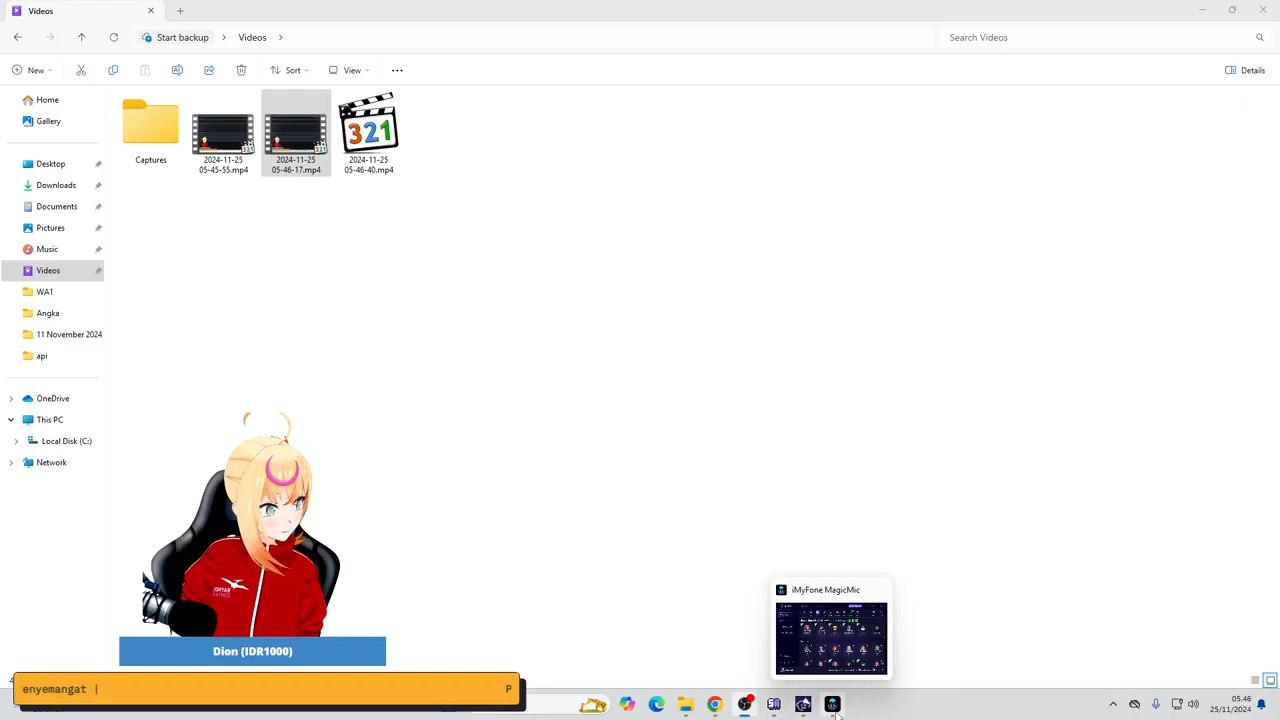 Videos
Start backup
Videos
Search Videos
New
Sort
View
Details
Home
Gallery
Desktop
Downloads
Documents
Pictures
Music
Videos
WA1
Angka
11 November 2024
api
OneDrive
This PC
Local Disk (C:)
Network
Captures
2024-11-25
05-45-55.mp4
2024-11-25
05-46-17.mp4
321
2024-11-25
05-46-40.mp4
iMyFone MagicMic
Dion (IDR1000)
enyemangat | P
05.46
25/11/2024